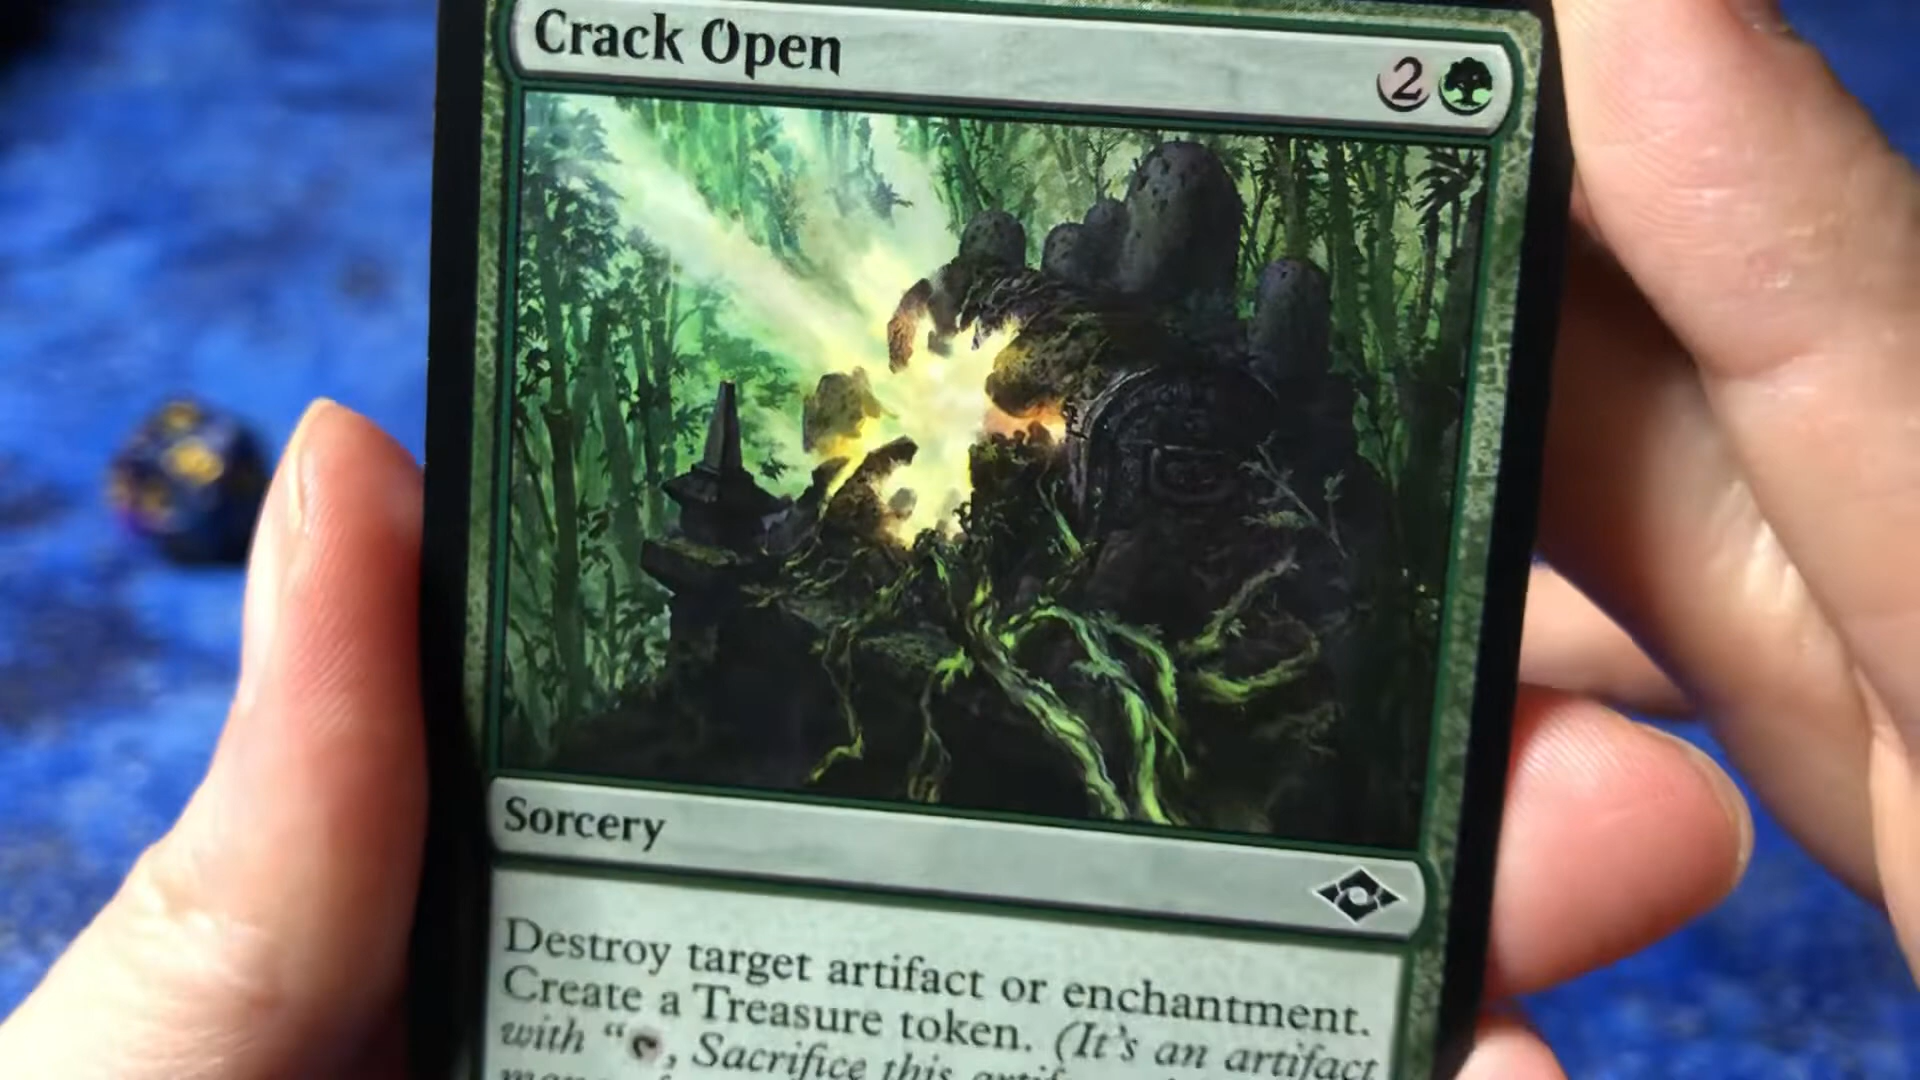 Crack Open
2
Sorcery
Destroy target artifact or enchantment.
Create a Treasure token. (It's an artifact
with “, Sacrifice this